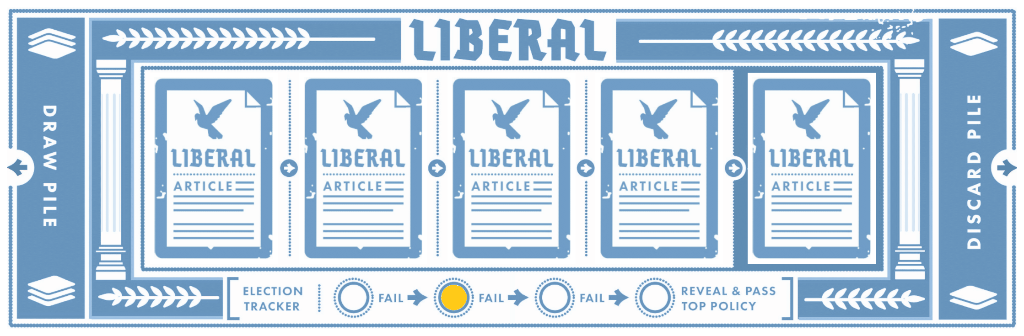 LIBERAL
DRAW PILE
LIBERAL
ARTICLE
LIBERAL
ARTICLE
LIBERAL
ARTICLE
LIBERAL
ARTICLE
LIBERAL
ARTICLE
DISCARD PILE
ELECTION
TRACKER
FAIL
FAIL
FAIL
REVEAL & PASS
TOP POLICY